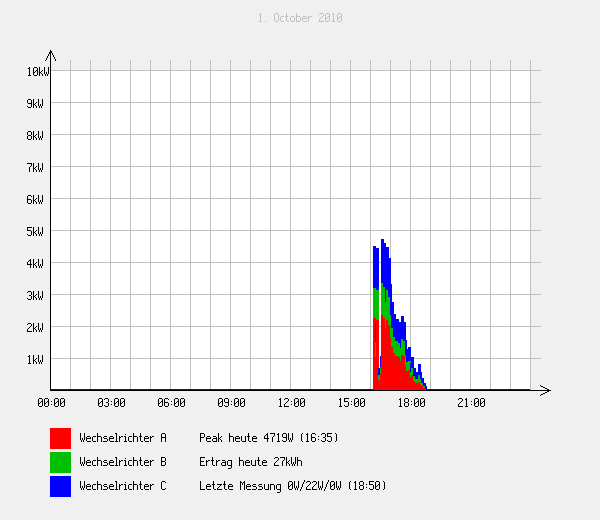 1. October 2010
10kW
9kW
8kW
7kW
6kW
5kW
4kW
3kW
2kW
1kW
00:00 03:00 06:00 09:00 12:00 15:00 18:00 21:00
Wechselrichter A Peak heute 4719W (16:35)
Wechselrichter B Ertrag heute 27kWh
Wechselrichter C Letzte Messung 0W/22W/0W (18:50)